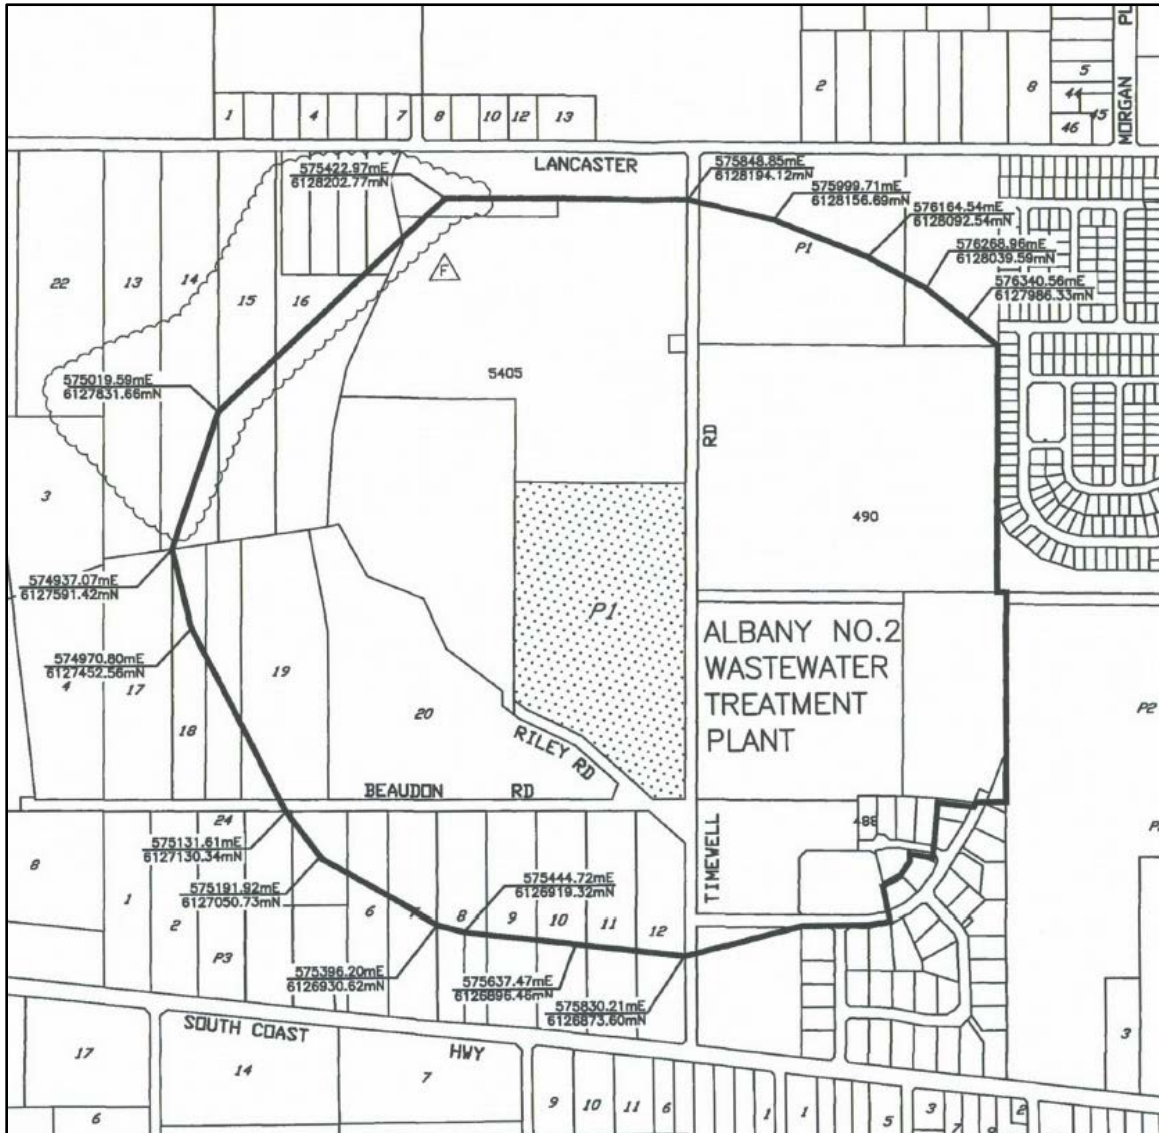 MORGAN PL
2
8
5
44
45
46
1
4
7
8
10
12
13
LANCASTER
575422.97mE
6128202.77mN
575848.85mE
6128194.12mN
575999.71mE
6128156.69mN
576164.54mE
6128092.54mN
P1
576268.96mE
6128039.59mN
576340.56mE
6127986.33mN
F
22
13
14
15
16
575019.59mE
6127831.66mN
5405
RD
3
490
574937.07mE
6127591.42mN
P1
ALBANY NO.2
WASTEWATER
TREATMENT
PLANT
574970.80mE
6127452.56mN
4
17
18
19
20
P2
RILEY RD
BEAUDON RD
24
488
TIMEWELL
575131.61mE
6127130.34mN
8
575191.92mE
6127050.73mN
575444.72mE
6126919.32mN
1
2
6
7
8
9
10
11
12
P3
575396.20mE
6126930.62mN
575637.47mE
6126896.46mN
575830.21mE
6126873.60mN
SOUTH COAST
HWY
17
14
7
3
6
9
10
11
6
1
1
5
3
7
2